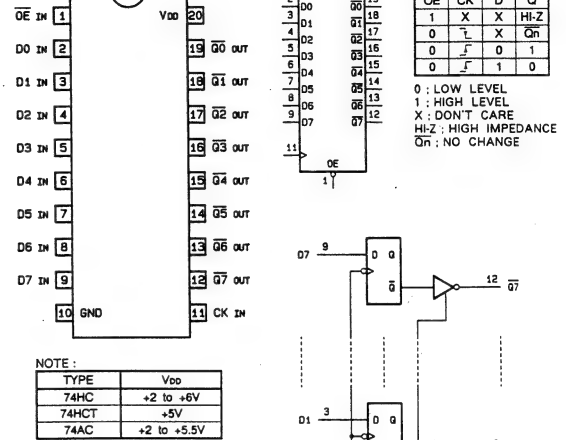 OE IN 1 VDD 20
D0 IN 2 19 Q0 OUT
D1 IN 3 18 Q1 OUT
D2 IN 4 17 Q2 OUT
D3 IN 5 16 Q3 OUT
D4 IN 6 15 Q4 OUT
D5 IN 7 14 Q5 OUT
D6 IN 8 13 Q6 OUT
D7 IN 9 12 Q7 OUT
10 GND 11 CK IN
NOTE :
TYPE VDD
74HC +2 to +6V
74HCT +5V
74AC +2 to +5.5V
D0 Q0
3 D1 Q1 18
4 D2 Q2 17
5 D3 Q3 16
6 D4 Q4 15
7 D5 Q5 14
8 D6 Q6 13
9 D7 Q7 12
11
OE
1
OE CK D Q
1 X X HI-Z
0 X Qn
0 0 1
0 1 0
0 : LOW LEVEL
1 : HIGH LEVEL
X : DON'T CARE
HI-Z : HIGH IMPEDANCE
Qn : NO CHANGE
D7 9 D Q
Q 12 Q7
D1 3 D Q